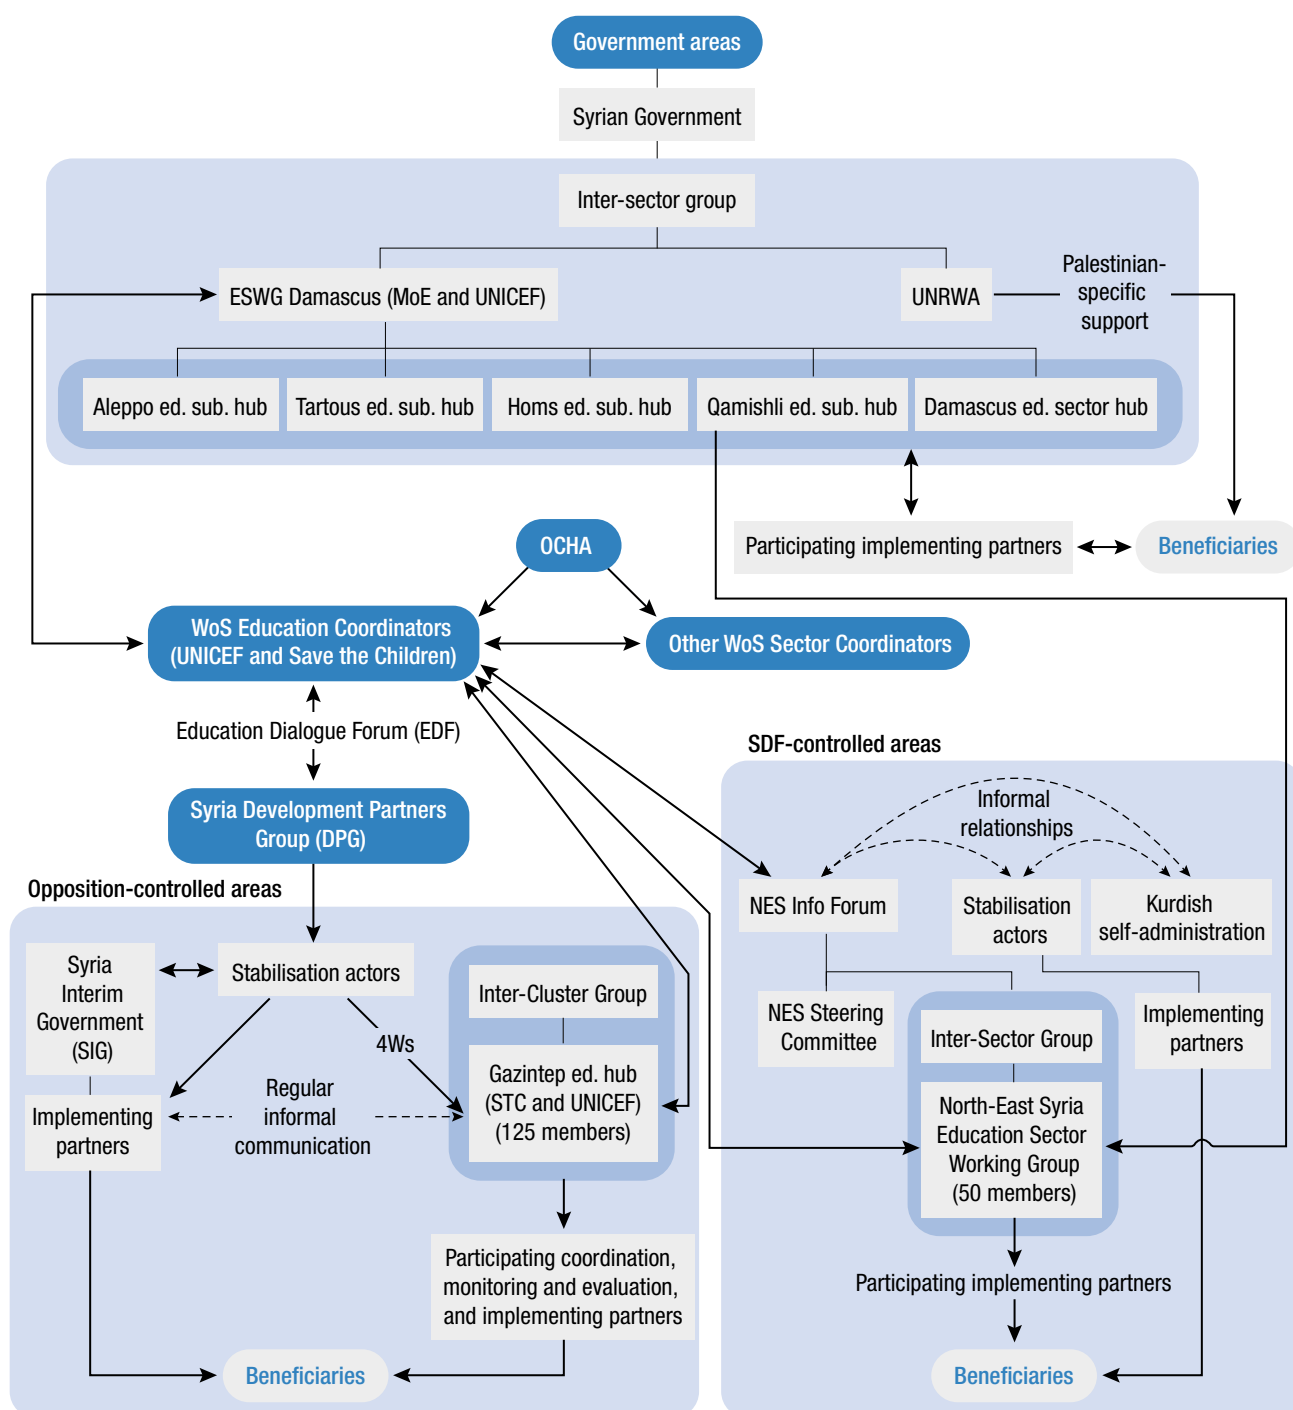 Government areas
Syrian Government
Inter-sector group
ESWG Damascus (MoE and UNICEF)
UNRWA
Palestinian-
specific
support
Aleppo ed. sub. hub
Tartous ed. sub. hub
Homs ed. sub. hub
Qamishli ed. sub. hub
Damascus ed. sector hub
Participating implementing partners
Beneficiaries
OCHA
WoS Education Coordinators
(UNICEF and Save the Children)
Other WoS Sector Coordinators
Education Dialogue Forum (EDF)
Syria Development Partners
Group (DPG)
Opposition-controlled areas
Syria
Interim
Government
(SIG)
Stabilisation actors
Inter-Cluster Group
4Ws
Gazintep ed. hub
(STC and UNICEF)
(125 members)
Implementing
partners
Regular
informal
communication
Participating coordination,
monitoring and evaluation,
and implementing partners
Beneficiaries
SDF-controlled areas
Informal
relationships
NES Info Forum
Stabilisation
actors
Kurdish
self-administration
NES Steering
Committee
Inter-Sector Group
Implementing
partners
North-East Syria
Education Sector
Working Group
(50 members)
Participating implementing partners
Beneficiaries